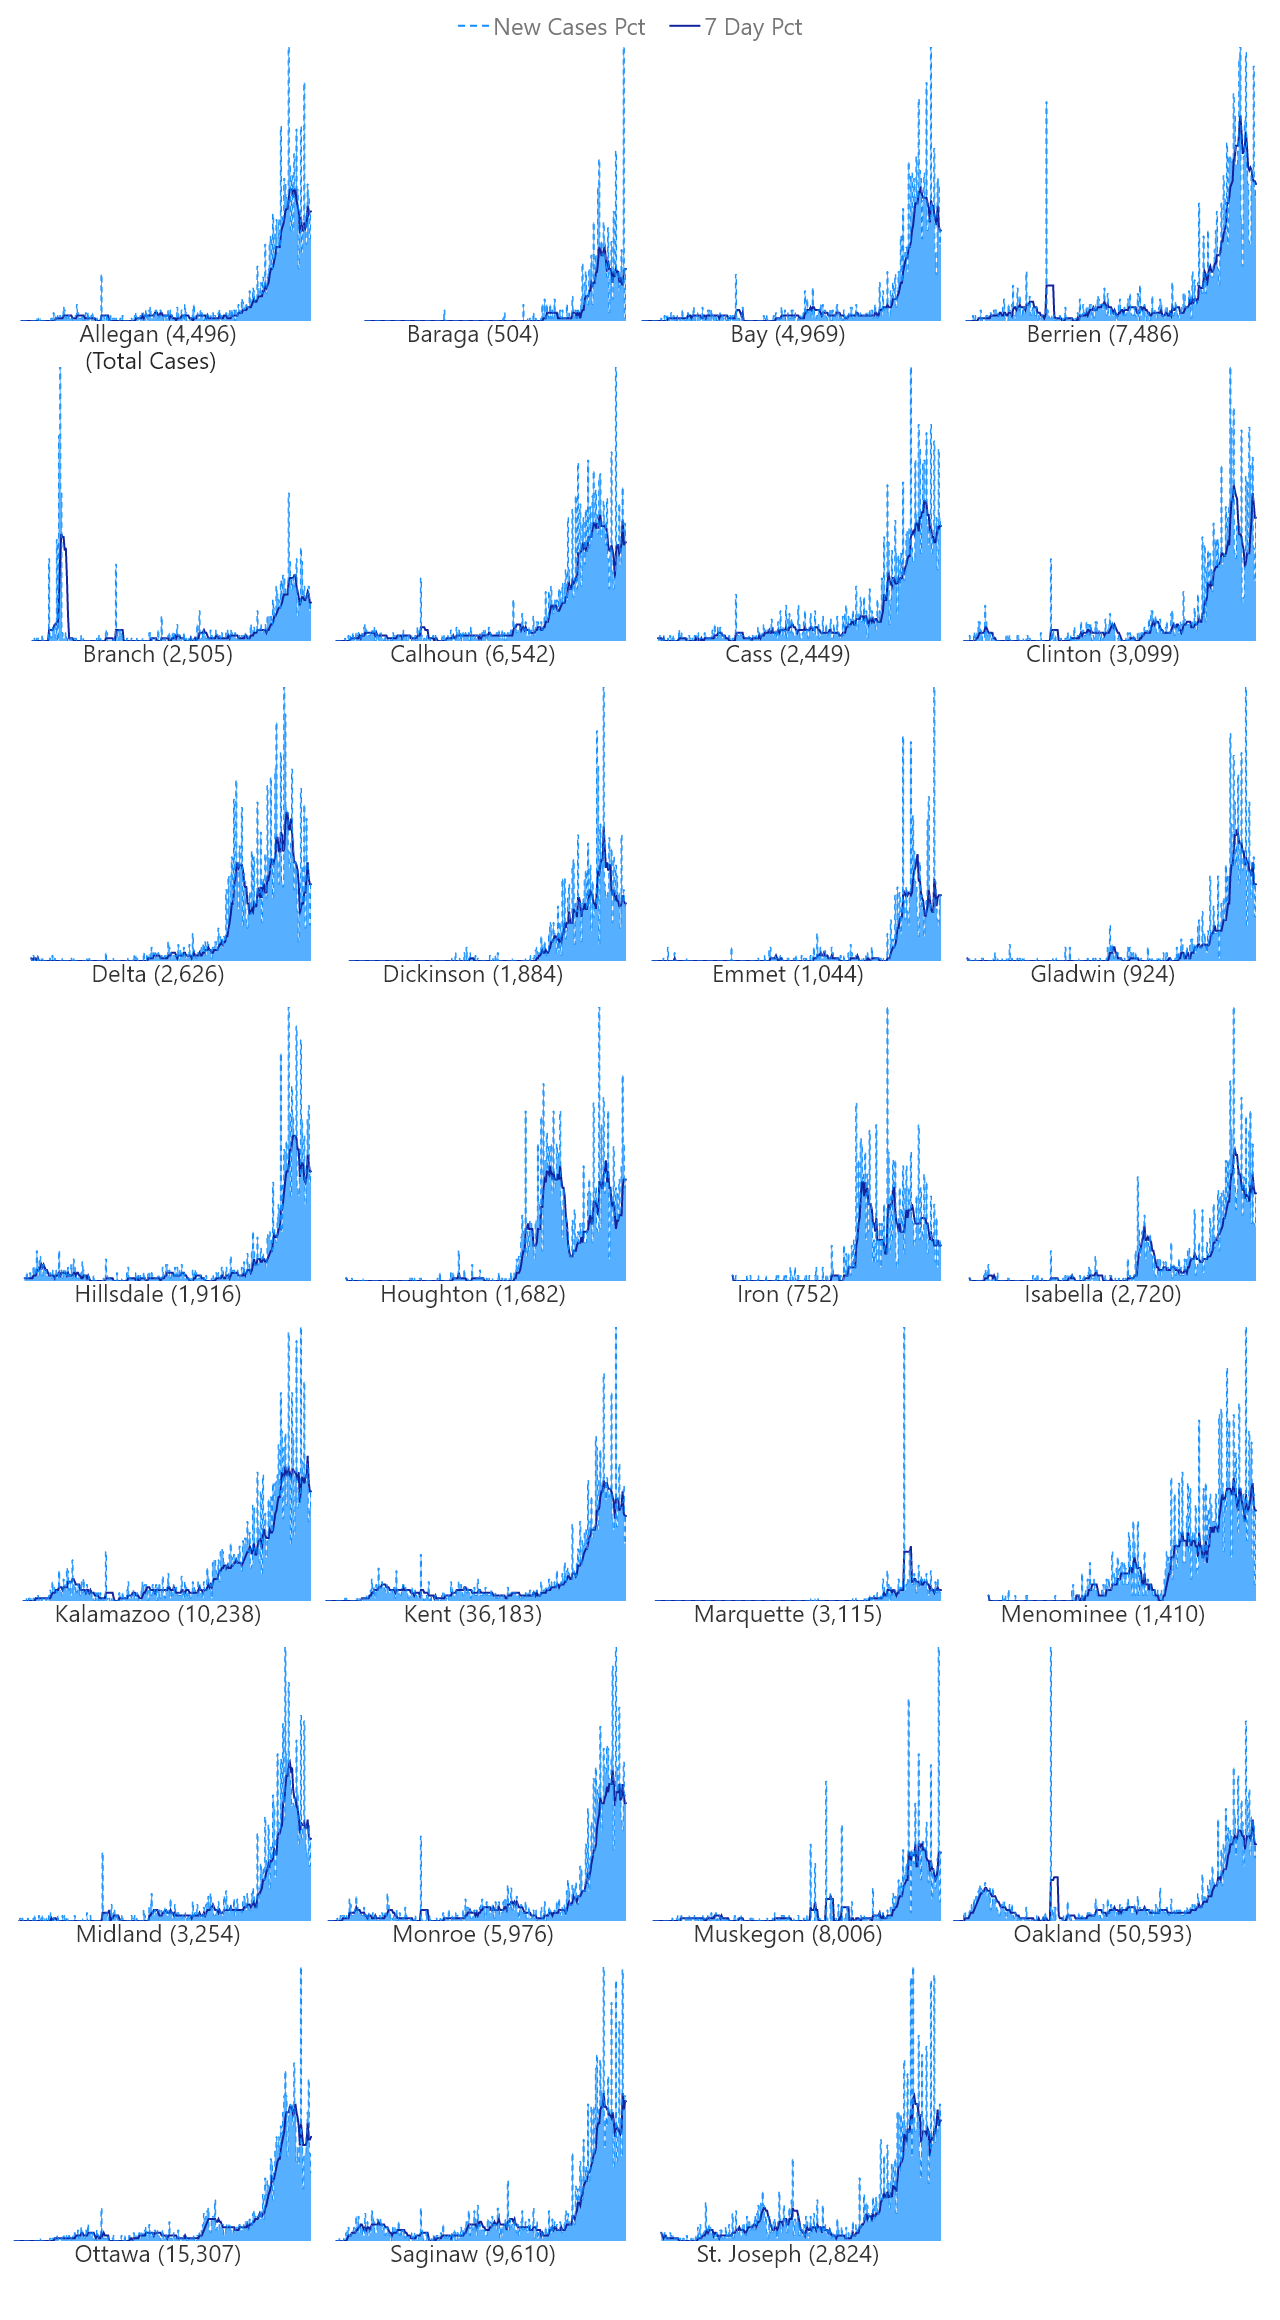 New Cases Pct 7 Day Pct
Allegan (4,496) Baraga (504) Bay (4,969) Berrien (7,486)
(Total Cases)
Branch (2,505) Calhoun (6,542) Cass (2,449) Clinton (3,099)
Delta (2,626) Dickinson (1,884) Emmet (1,044) Gladwin (924)
Hillsdale (1,916) Houghton (1,682) Iron (752) Isabella (2,720)
Kalamazoo (10,238) Kent (36,183) Marquette (3,115) Menominee (1,410)
Midland (3,254) Monroe (5,976) Muskegon (8,006) Oakland (50,593)
Ottawa (15,307) Saginaw (9,610) St. Joseph (2,824)